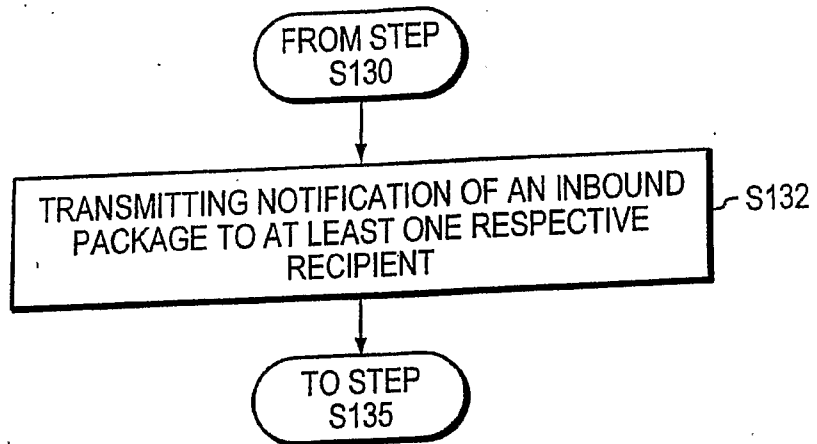 FROM STEP
S130
TRANSMITTING NOTIFICATION OF AN INBOUND
PACKAGE TO AT LEAST ONE RESPECTIVE
RECIPIENT
S132
TO STEP
S135